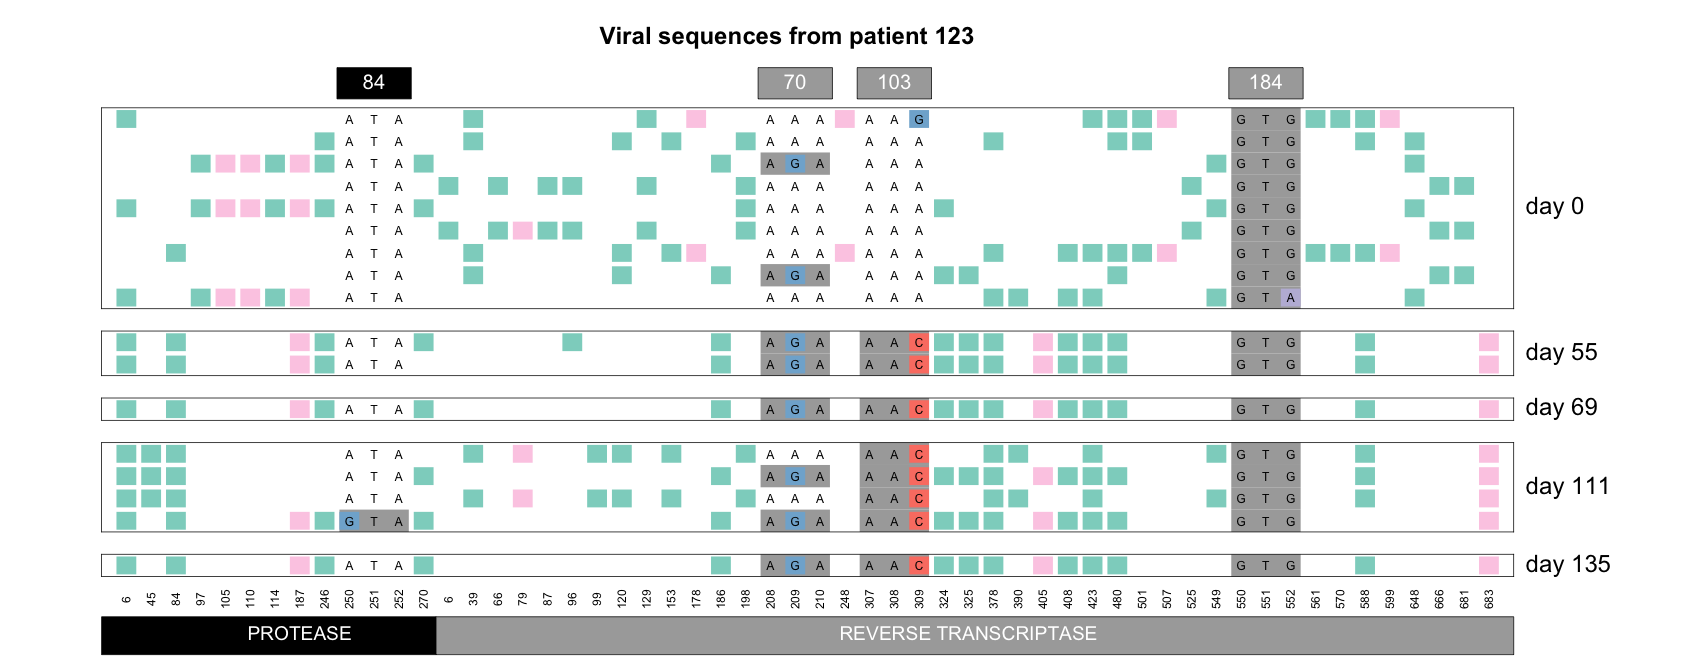 Viral sequences from patient 123
84 70 103 184
A T A A A A A A G G T G
A T A A A A A A A G T G
A T A A G A A A A G T G
A T A A A A A A A G T G
day 0
A T A A A A A A A G T G
A T A A A A A A A G T G
A T A A A A A A A G T G
A T A A G A A A A G T G
A T A A A A A A A G T A
A T A A G A A A C G T G
day 55
A T A A G A A A C G T G
A T A A G A A A C G T G day 69
A T A A A A A A C G T G
A T A A G A A A C G T G
day 111
A T A A A A A A C G T G
G T A A G A A A C G T G
A T A A G A A A C G T G day 135
6 45 84 97 105 110 114 187 246 250 251 252 270 6 39 66 79 87 96 99 120 129 153 178 186 198 208 209 210 248 307 308 309 324 325 378 390 405 408 423 480 501 507 525 549 550 551 552 561 570 588 599 648 666 681 683
PROTEASE REVERSE TRANSCRIPTASE